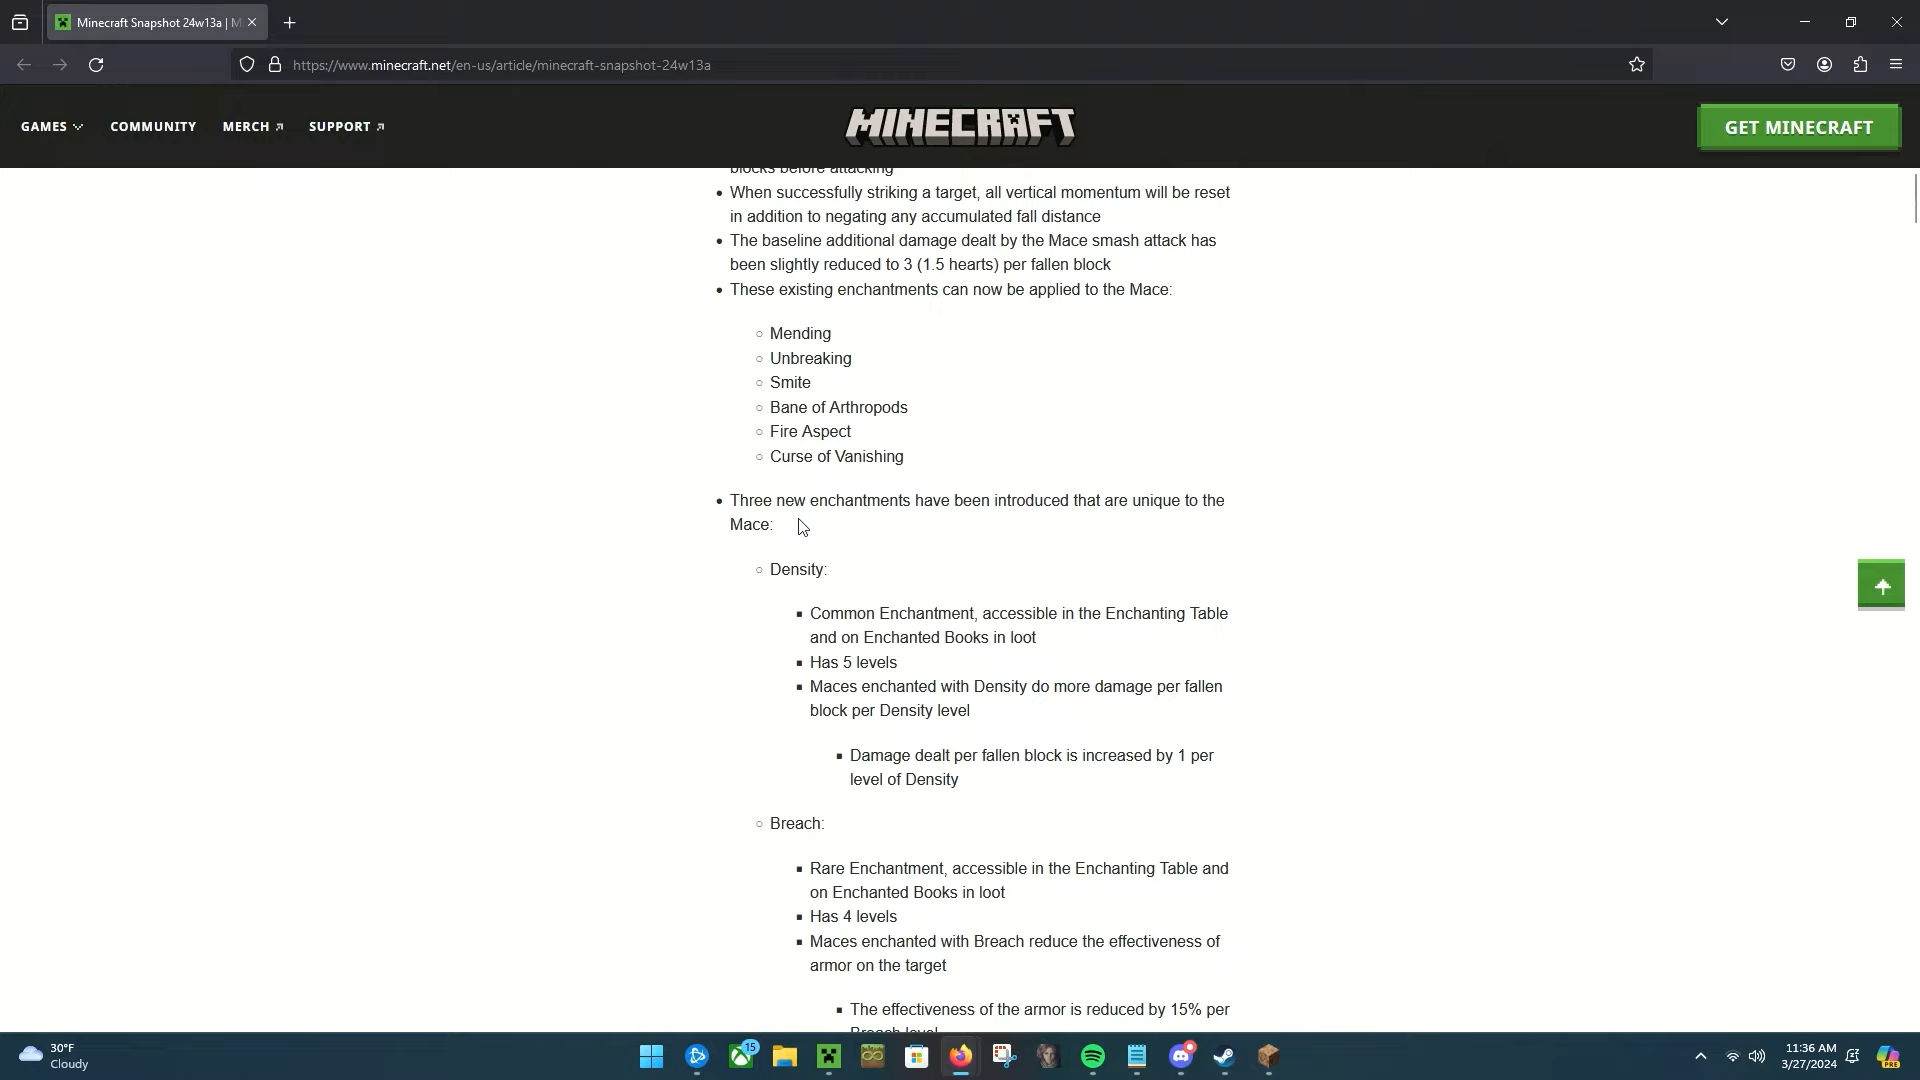 Minecraft Snapshot 24w13a | M
https://www.minecraft.net/en-us/article/minecraft-snapshot-24w13a
GAMES
COMMUNITY
MERCH
SUPPORT
MINECRAFT
GET MINECRAFT
blocks before attacking
When successfully striking a target, all vertical momentum will be reset
in addition to negating any accumulated fall distance
The baseline additional damage dealt by the Mace smash attack has
been slightly reduced to 3 (1.5 hearts) per fallen block
These existing enchantments can now be applied to the Mace:
Mending
Unbreaking
Smite
Bane of Arthropods
Fire Aspect
Curse of Vanishing
Three new enchantments have been introduced that are unique to the
Mace:
Density:
Common Enchantment, accessible in the Enchanting Table
and on Enchanted Books in loot
Has 5 levels
Maces enchanted with Density do more damage per fallen
block per Density level
Damage dealt per fallen block is increased by 1 per
level of Density
Breach:
Rare Enchantment, accessible in the Enchanting Table and
on Enchanted Books in loot
Has 4 levels
Maces enchanted with Breach reduce the effectiveness of
armor on the target
The effectiveness of the armor is reduced by 15% per
Breach level
30°F
Cloudy
15
11:36 AM
3/27/2024
PRE